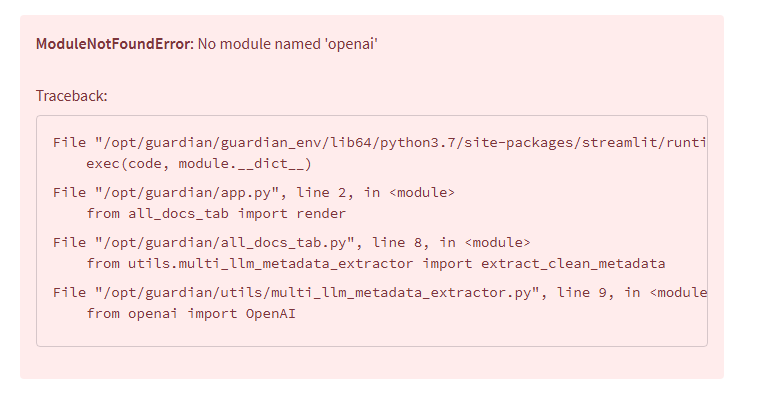 ModuleNotFoundError: No module named 'openai'
Traceback:
File "/opt/guardian/guardian_env/lib64/python3.7/site-packages/streamlit/runti
exec(code, module.__dict__)
File "/opt/guardian/app.py", line 2, in <module>
from all_docs_tab import render
File "/opt/guardian/all_docs_tab.py", line 8, in <module>
from utils.multi_llm_metadata_extractor import extract_clean_metadata
File "/opt/guardian/utils/multi_llm_metadata_extractor.py", line 9, in <module
from openai import OpenAI